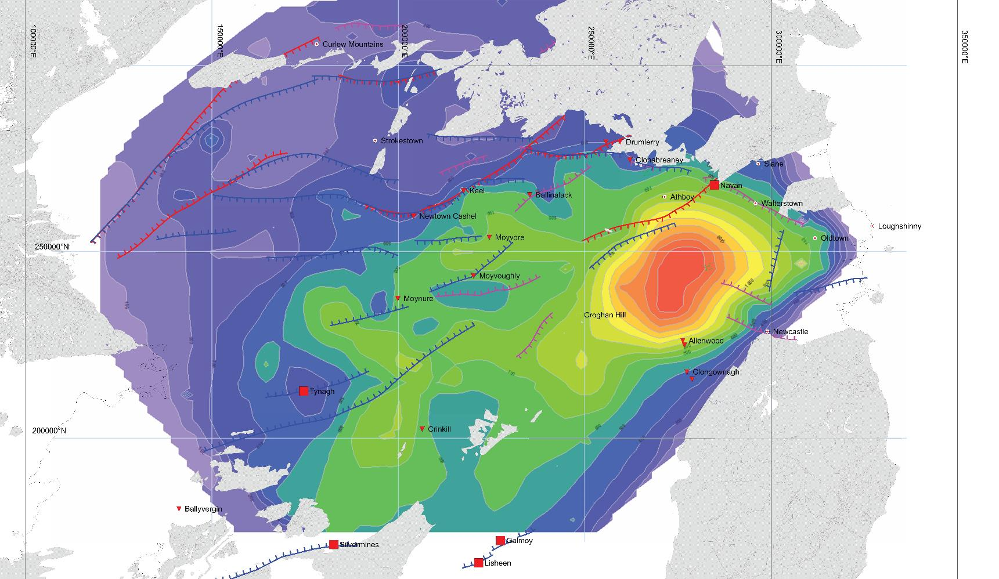 100000°E
150000°E
200000°E
250000°E
300000°E
350000°E
Curlew Mountains
Strokestown
Drumlerry
Clonabreaney
Slane
Navan
Keel
Ballinalack
Athboy
Walterstown
Newtown Cashel
Loughshinny
Moyvore
Oldtown
250000°N
Moyvoughly
Moynure
Croghan Hill
Newcastle
Allenwood
Clongownagh
Tynagh
200000°N
Crinkill
Ballyvergin
Silvermines
Galmoy
Lisheen